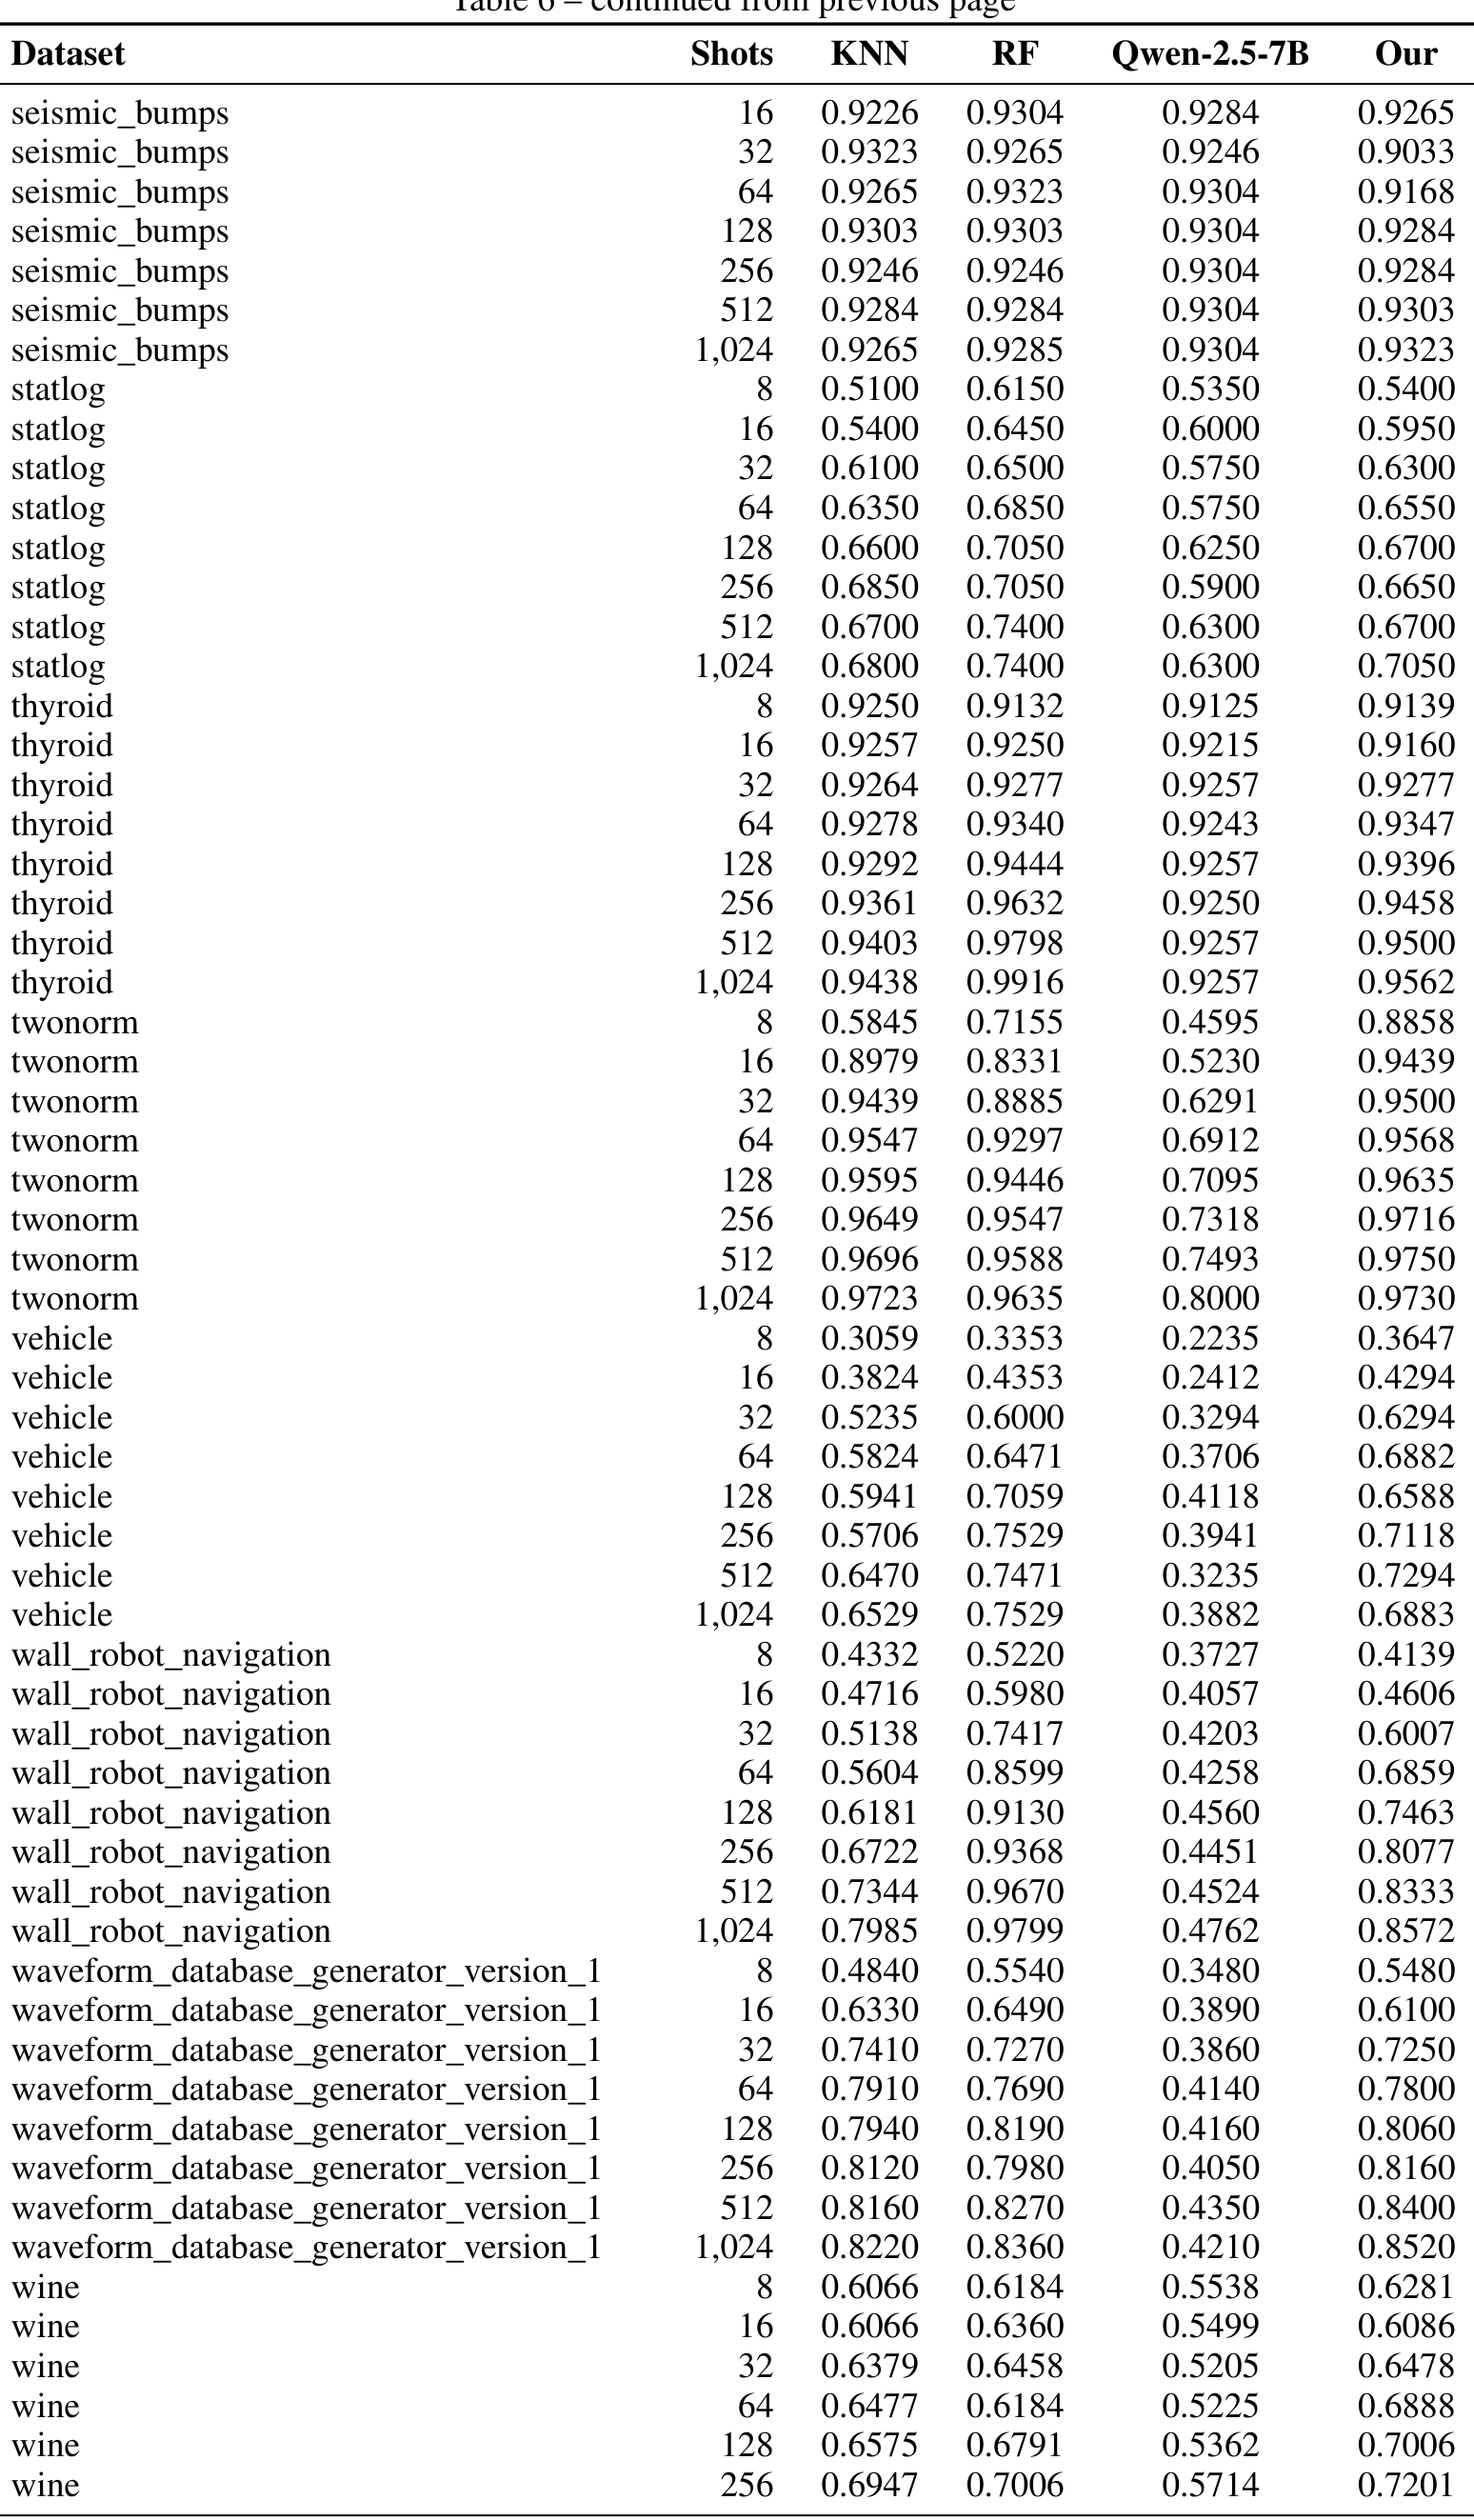 Table 6 – continued from previous page
Dataset Shots KNN RF Qwen-2.5-7B Our
seismic_bumps 16 0.9226 0.9304 0.9284 0.9265
seismic_bumps 32 0.9323 0.9265 0.9246 0.9033
seismic_bumps 64 0.9265 0.9323 0.9304 0.9168
seismic_bumps 128 0.9303 0.9303 0.9304 0.9284
seismic_bumps 256 0.9246 0.9246 0.9304 0.9284
seismic_bumps 512 0.9284 0.9284 0.9304 0.9303
seismic_bumps 1,024 0.9265 0.9285 0.9304 0.9323
statlog 8 0.5100 0.6150 0.5350 0.5400
statlog 16 0.5400 0.6450 0.6000 0.5950
statlog 32 0.6100 0.6500 0.5750 0.6300
statlog 64 0.6350 0.6850 0.5750 0.6550
statlog 128 0.6600 0.7050 0.6250 0.6700
statlog 256 0.6850 0.7050 0.5900 0.6650
statlog 512 0.6700 0.7400 0.6300 0.6700
statlog 1,024 0.6800 0.7400 0.6300 0.7050
thyroid 8 0.9250 0.9132 0.9125 0.9139
thyroid 16 0.9257 0.9250 0.9215 0.9160
thyroid 32 0.9264 0.9277 0.9257 0.9277
thyroid 64 0.9278 0.9340 0.9243 0.9347
thyroid 128 0.9292 0.9444 0.9257 0.9396
thyroid 256 0.9361 0.9632 0.9250 0.9458
thyroid 512 0.9403 0.9798 0.9257 0.9500
thyroid 1,024 0.9438 0.9916 0.9257 0.9562
twonorm 8 0.5845 0.7155 0.4595 0.8858
twonorm 16 0.8979 0.8331 0.5230 0.9439
twonorm 32 0.9439 0.8885 0.6291 0.9500
twonorm 64 0.9547 0.9297 0.6912 0.9568
twonorm 128 0.9595 0.9446 0.7095 0.9635
twonorm 256 0.9649 0.9547 0.7318 0.9716
twonorm 512 0.9696 0.9588 0.7493 0.9750
twonorm 1,024 0.9723 0.9635 0.8000 0.9730
vehicle 8 0.3059 0.3353 0.2235 0.3647
vehicle 16 0.3824 0.4353 0.2412 0.4294
vehicle 32 0.5235 0.6000 0.3294 0.6294
vehicle 64 0.5824 0.6471 0.3706 0.6882
vehicle 128 0.5941 0.7059 0.4118 0.6588
vehicle 256 0.5706 0.7529 0.3941 0.7118
vehicle 512 0.6470 0.7471 0.3235 0.7294
vehicle 1,024 0.6529 0.7529 0.3882 0.6883
wall_robot_navigation 8 0.4332 0.5220 0.3727 0.4139
wall_robot_navigation 16 0.4716 0.5980 0.4057 0.4606
wall_robot_navigation 32 0.5138 0.7417 0.4203 0.6007
wall_robot_navigation 64 0.5604 0.8599 0.4258 0.6859
wall_robot_navigation 128 0.6181 0.9130 0.4560 0.7463
wall_robot_navigation 256 0.6722 0.9368 0.4451 0.8077
wall_robot_navigation 512 0.7344 0.9670 0.4524 0.8333
wall_robot_navigation 1,024 0.7985 0.9799 0.4762 0.8572
waveform_database_generator_version_1 8 0.4840 0.5540 0.3480 0.5480
waveform_database_generator_version_1 16 0.6330 0.6490 0.3890 0.6100
waveform_database_generator_version_1 32 0.7410 0.7270 0.3860 0.7250
waveform_database_generator_version_1 64 0.7910 0.7690 0.4140 0.7800
waveform_database_generator_version_1 128 0.7940 0.8190 0.4160 0.8060
waveform_database_generator_version_1 256 0.8120 0.7980 0.4050 0.8160
waveform_database_generator_version_1 512 0.8160 0.8270 0.4350 0.8400
waveform_database_generator_version_1 1,024 0.8220 0.8360 0.4210 0.8520
wine 8 0.6066 0.6184 0.5538 0.6281
wine 16 0.6066 0.6360 0.5499 0.6086
wine 32 0.6379 0.6458 0.5205 0.6478
wine 64 0.6477 0.6184 0.5225 0.6888
wine 128 0.6575 0.6791 0.5362 0.7006
wine 256 0.6947 0.7006 0.5714 0.7201